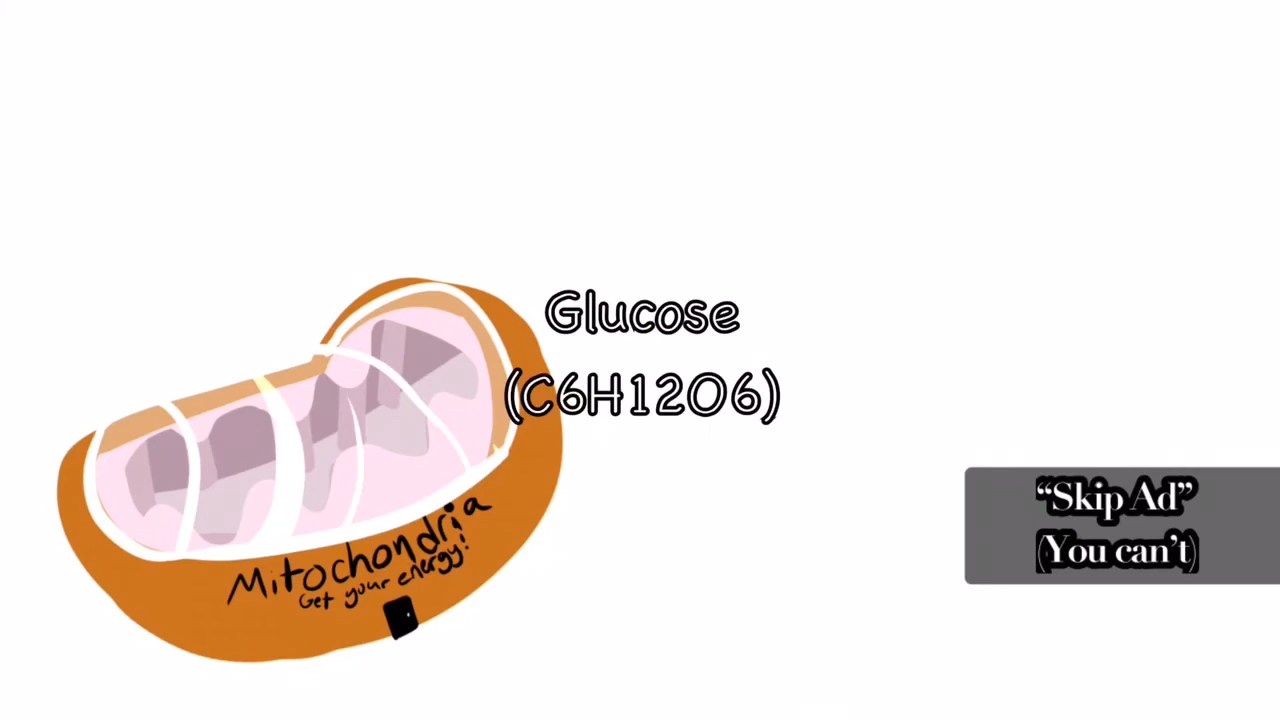 Glucose
(C6H12O6)
“Skip Ad”
(You can’t)
Mitochondria
Get your energy!